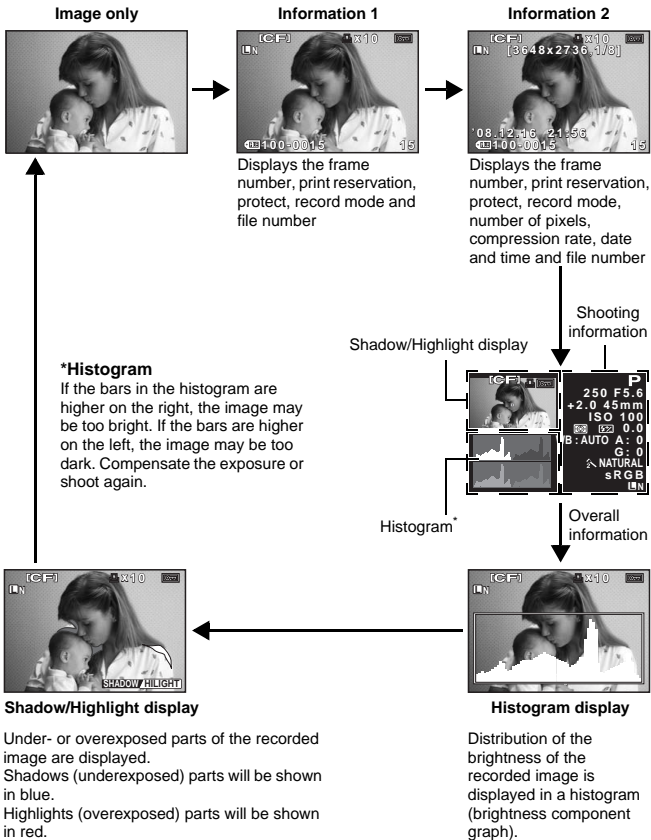 Image only
Information 1
Information 2
[CF] x10
LN
100-0015 15
[CF] x10
LN [3648x2736,1/8]
'08.12.16 21:56
100-0015 15
Displays the frame
number, print reservation,
protect, record mode and
file number
Displays the frame
number, print reservation,
protect, record mode,
number of pixels,
compression rate, date
and time and file number
Shooting
information
Shadow/Highlight display
*Histogram
If the bars in the histogram are
higher on the right, the image may
be too bright. If the bars are higher
on the left, the image may be too
dark. Compensate the exposure or
shoot again.
[CF]
P
250 F5.6
+2.0 45mm
ISO 100
0.0
WB:AUTO A: 0
G: 0
NATURAL
sRGB
LN
Histogram*
Overall
information
[CF] x10
LN
SHADOW/HILIGHT
[CF] x10
LN
Shadow/Highlight display
Under- or overexposed parts of the recorded
image are displayed.
Shadows (underexposed) parts will be shown
in blue.
Highlights (overexposed) parts will be shown
in red.
Histogram display
Distribution of the
brightness of the
recorded image is
displayed in a histogram
(brightness component
graph).